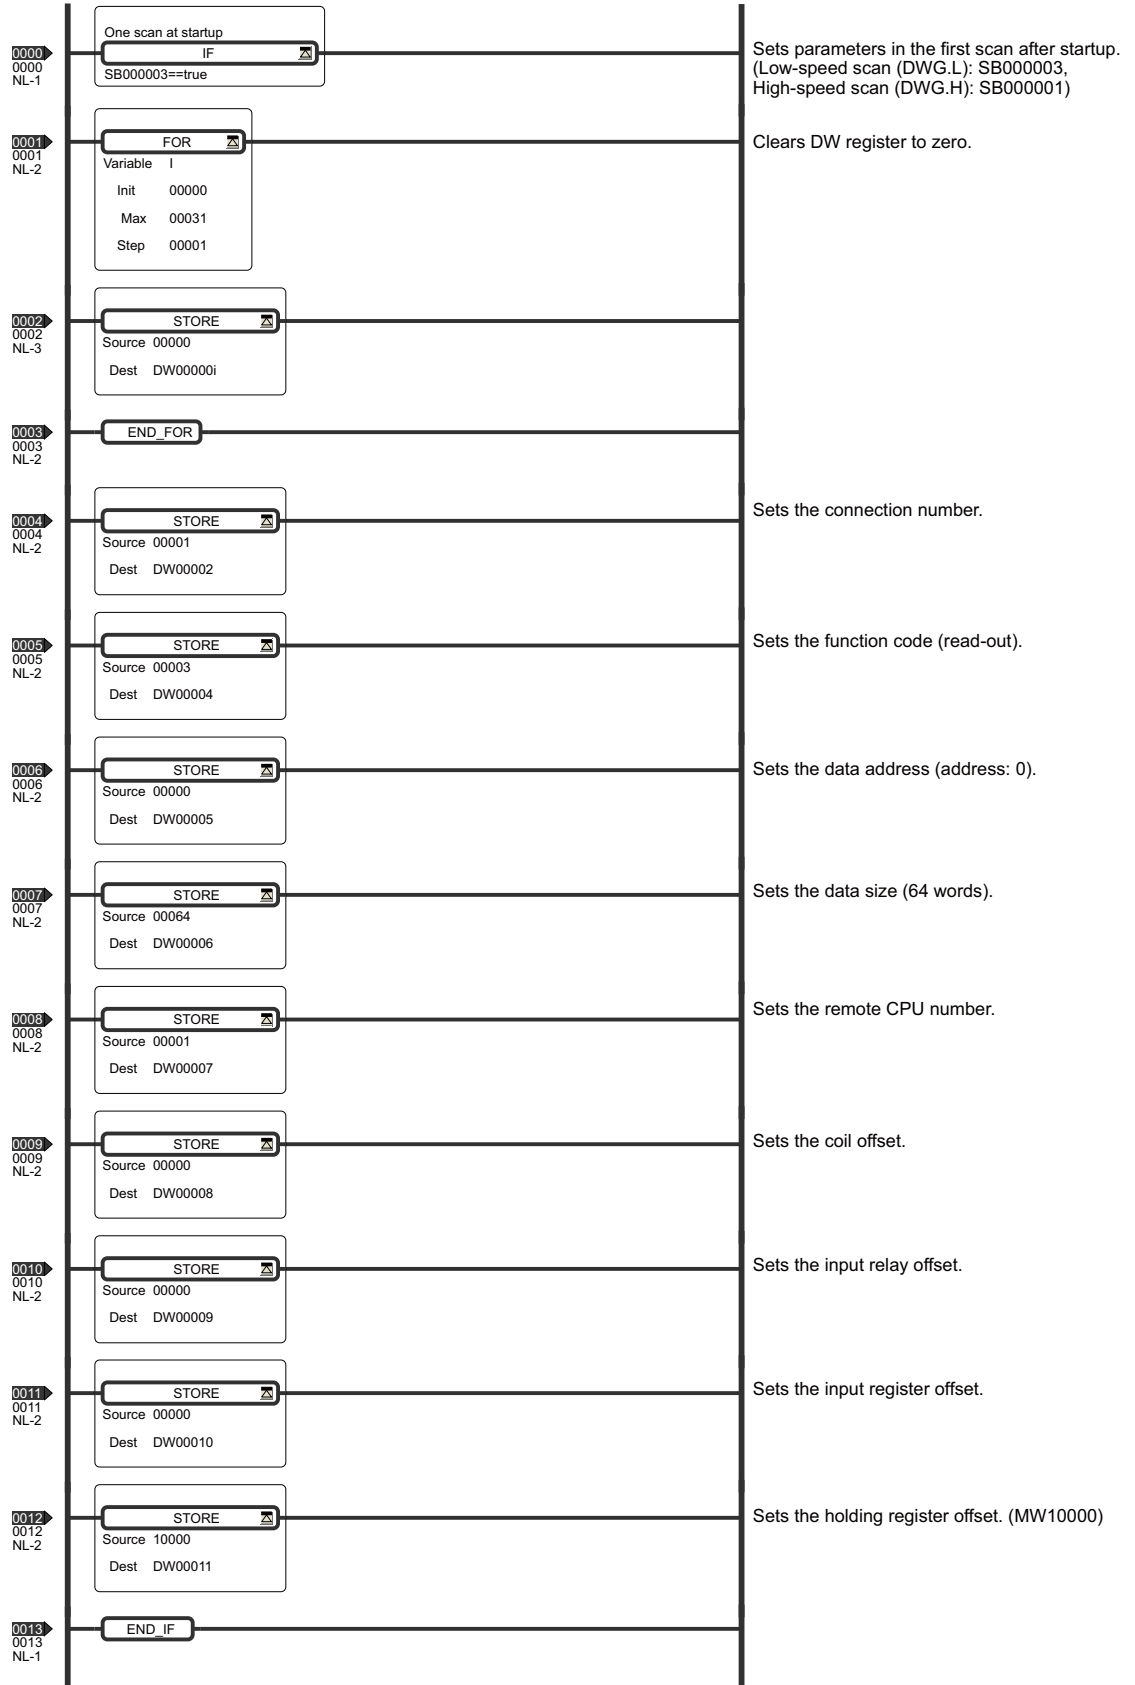 One scan at startup
0000
IF
0000
NL-1
SB000003==true
Sets parameters in the first scan after startup.
(Low-speed scan (DWG.L): SB000003,
High-speed scan (DWG.H): SB000001)
0001
FOR
Clears DW register to zero.
0001
NL-2
Variable I
Init 00000
Max 00031
Step 00001
0002
STORE
0002
NL-3
Source 00000
Dest DW00000i
0003
END_FOR
0003
NL-2
Sets the connection number.
0004
STORE
0004
NL-2
Source 00001
Dest DW00002
0005
STORE
Sets the function code (read-out).
0005
NL-2
Source 00003
Dest DW00004
0006
STORE
Sets the data address (address: 0).
0006
NL-2
Source 00000
Dest DW00005
0007
STORE
Sets the data size (64 words).
0007
NL-2
Source 00064
Dest DW00006
0008
STORE
Sets the remote CPU number.
0008
NL-2
Source 00001
Dest DW00007
0009
STORE
Sets the coil offset.
0009
NL-2
Source 00000
Dest DW00008
0010
STORE
Sets the input relay offset.
0010
NL-2
Source 00000
Dest DW00009
0011
STORE
Sets the input register offset.
0011
NL-2
Source 00000
Dest DW00010
0012
STORE
Sets the holding register offset. (MW10000)
0012
NL-2
Source 10000
Dest DW00011
0013
END_IF
0013
NL-1